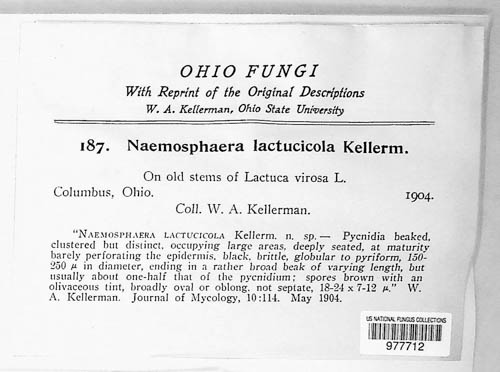 OHIO FUNGI
With Reprint of the Original Descriptions
W. A. Kellerman, Ohio State University
187. Naemosphaera lactucicola Kellerm.
On old stems of Lactuca virosa L.
Columbus, Ohio. 1904.
Coll. W. A. Kellerman.
"NAEMOSPHAERA LACTUCICOLA Kellerm. n. sp.— Pycnidia beaked,
clustered but distinct, occupying large areas, deeply seated, at maturity
barely perforating the epidermis, black, brittle, globular to pyriform, 150-
250 μ in diameter, ending in a rather broad beak of varying length, but
usually about one-half that of the pycnidium; spores brown with an
olivaceous tint, broadly oval or oblong, not septate, 18-24 x 7-12 μ." W.
A. Kellerman. Journal of Mycology, 10:114. May 1904.
US NATIONAL FUNGUS COLLECTIONS
977712